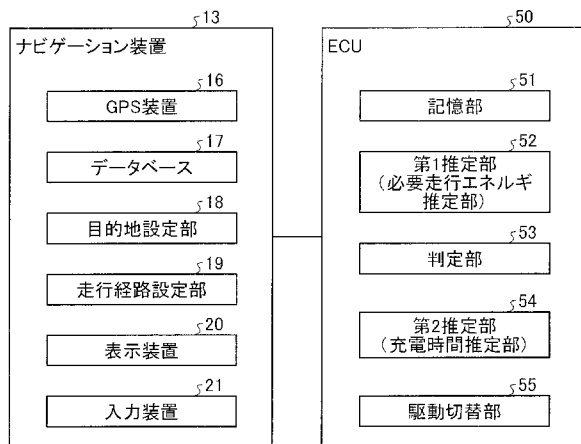 13
ナビゲーション装置
16
GPS装置
17
データベース
18
目的地設定部
19
走行経路設定部
20
表示装置
21
入力装置
50
ECU
51
記憶部
52
第1推定部
(必要走行エネルギ
推定部)
53
判定部
54
第2推定部
(充電時間推定部)
55
駆動切替部